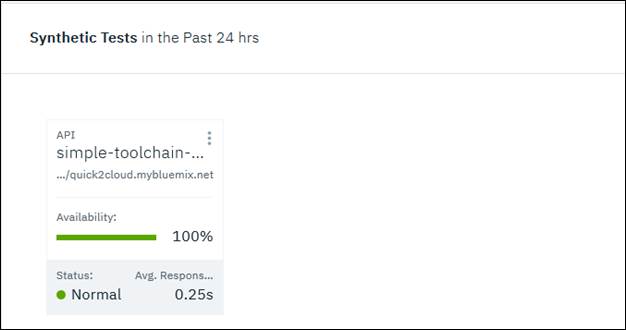 Synthetic Tests in the Past 24 hrs
API
simple-toolchain-...
.../quick2cloud.mybluemix.net
Availability:
100%
Status: Avg. Respons...
Normal 0.25s